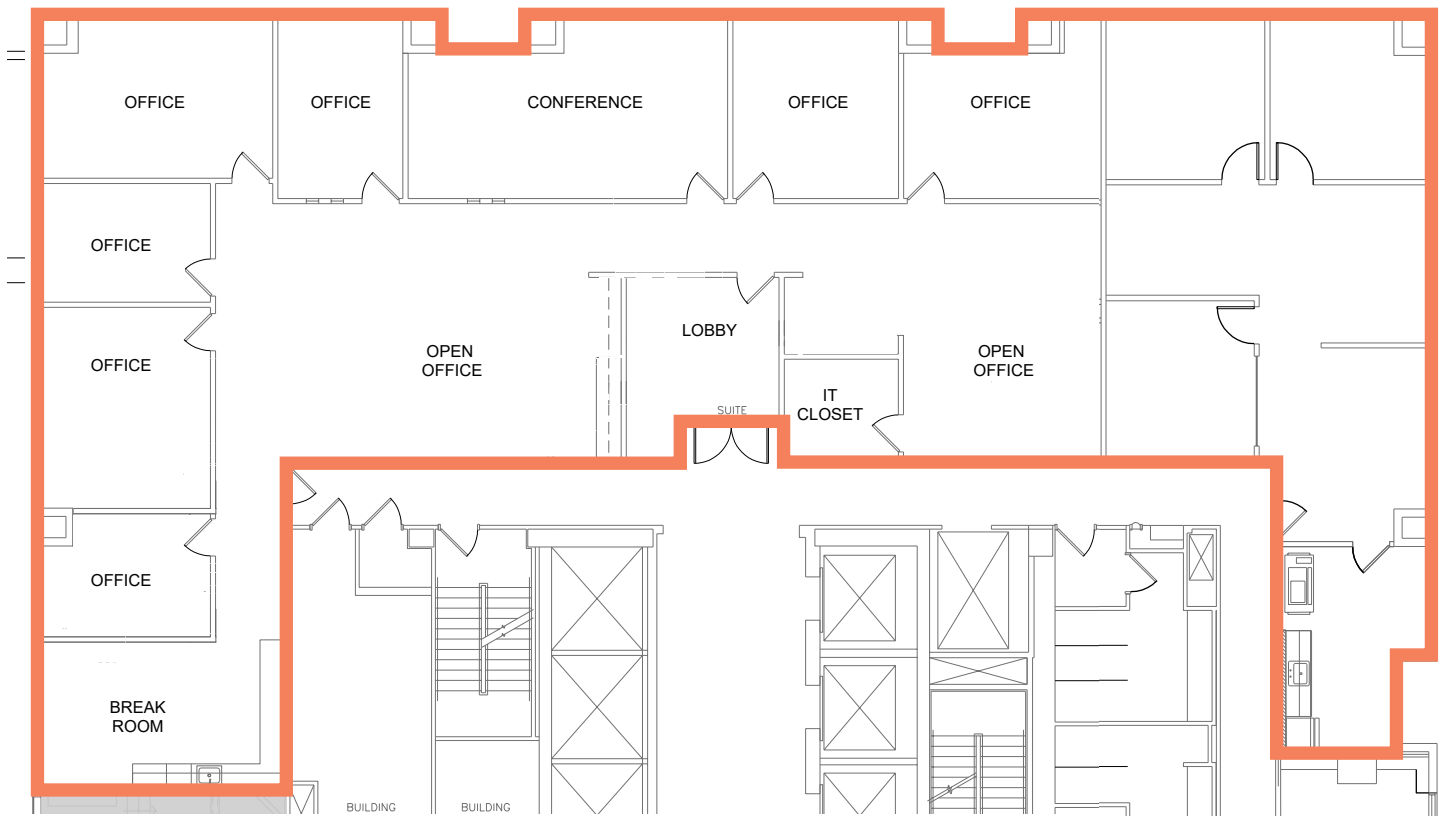 OFFICE
OFFICE
CONFERENCE
OFFICE
OFFICE
OFFICE
LOBBY
OPEN
OFFICE
OPEN
OFFICE
OFFICE
IT
CLOSET
SUITE
OFFICE
BREAK
ROOM
BUILDING
BUILDING